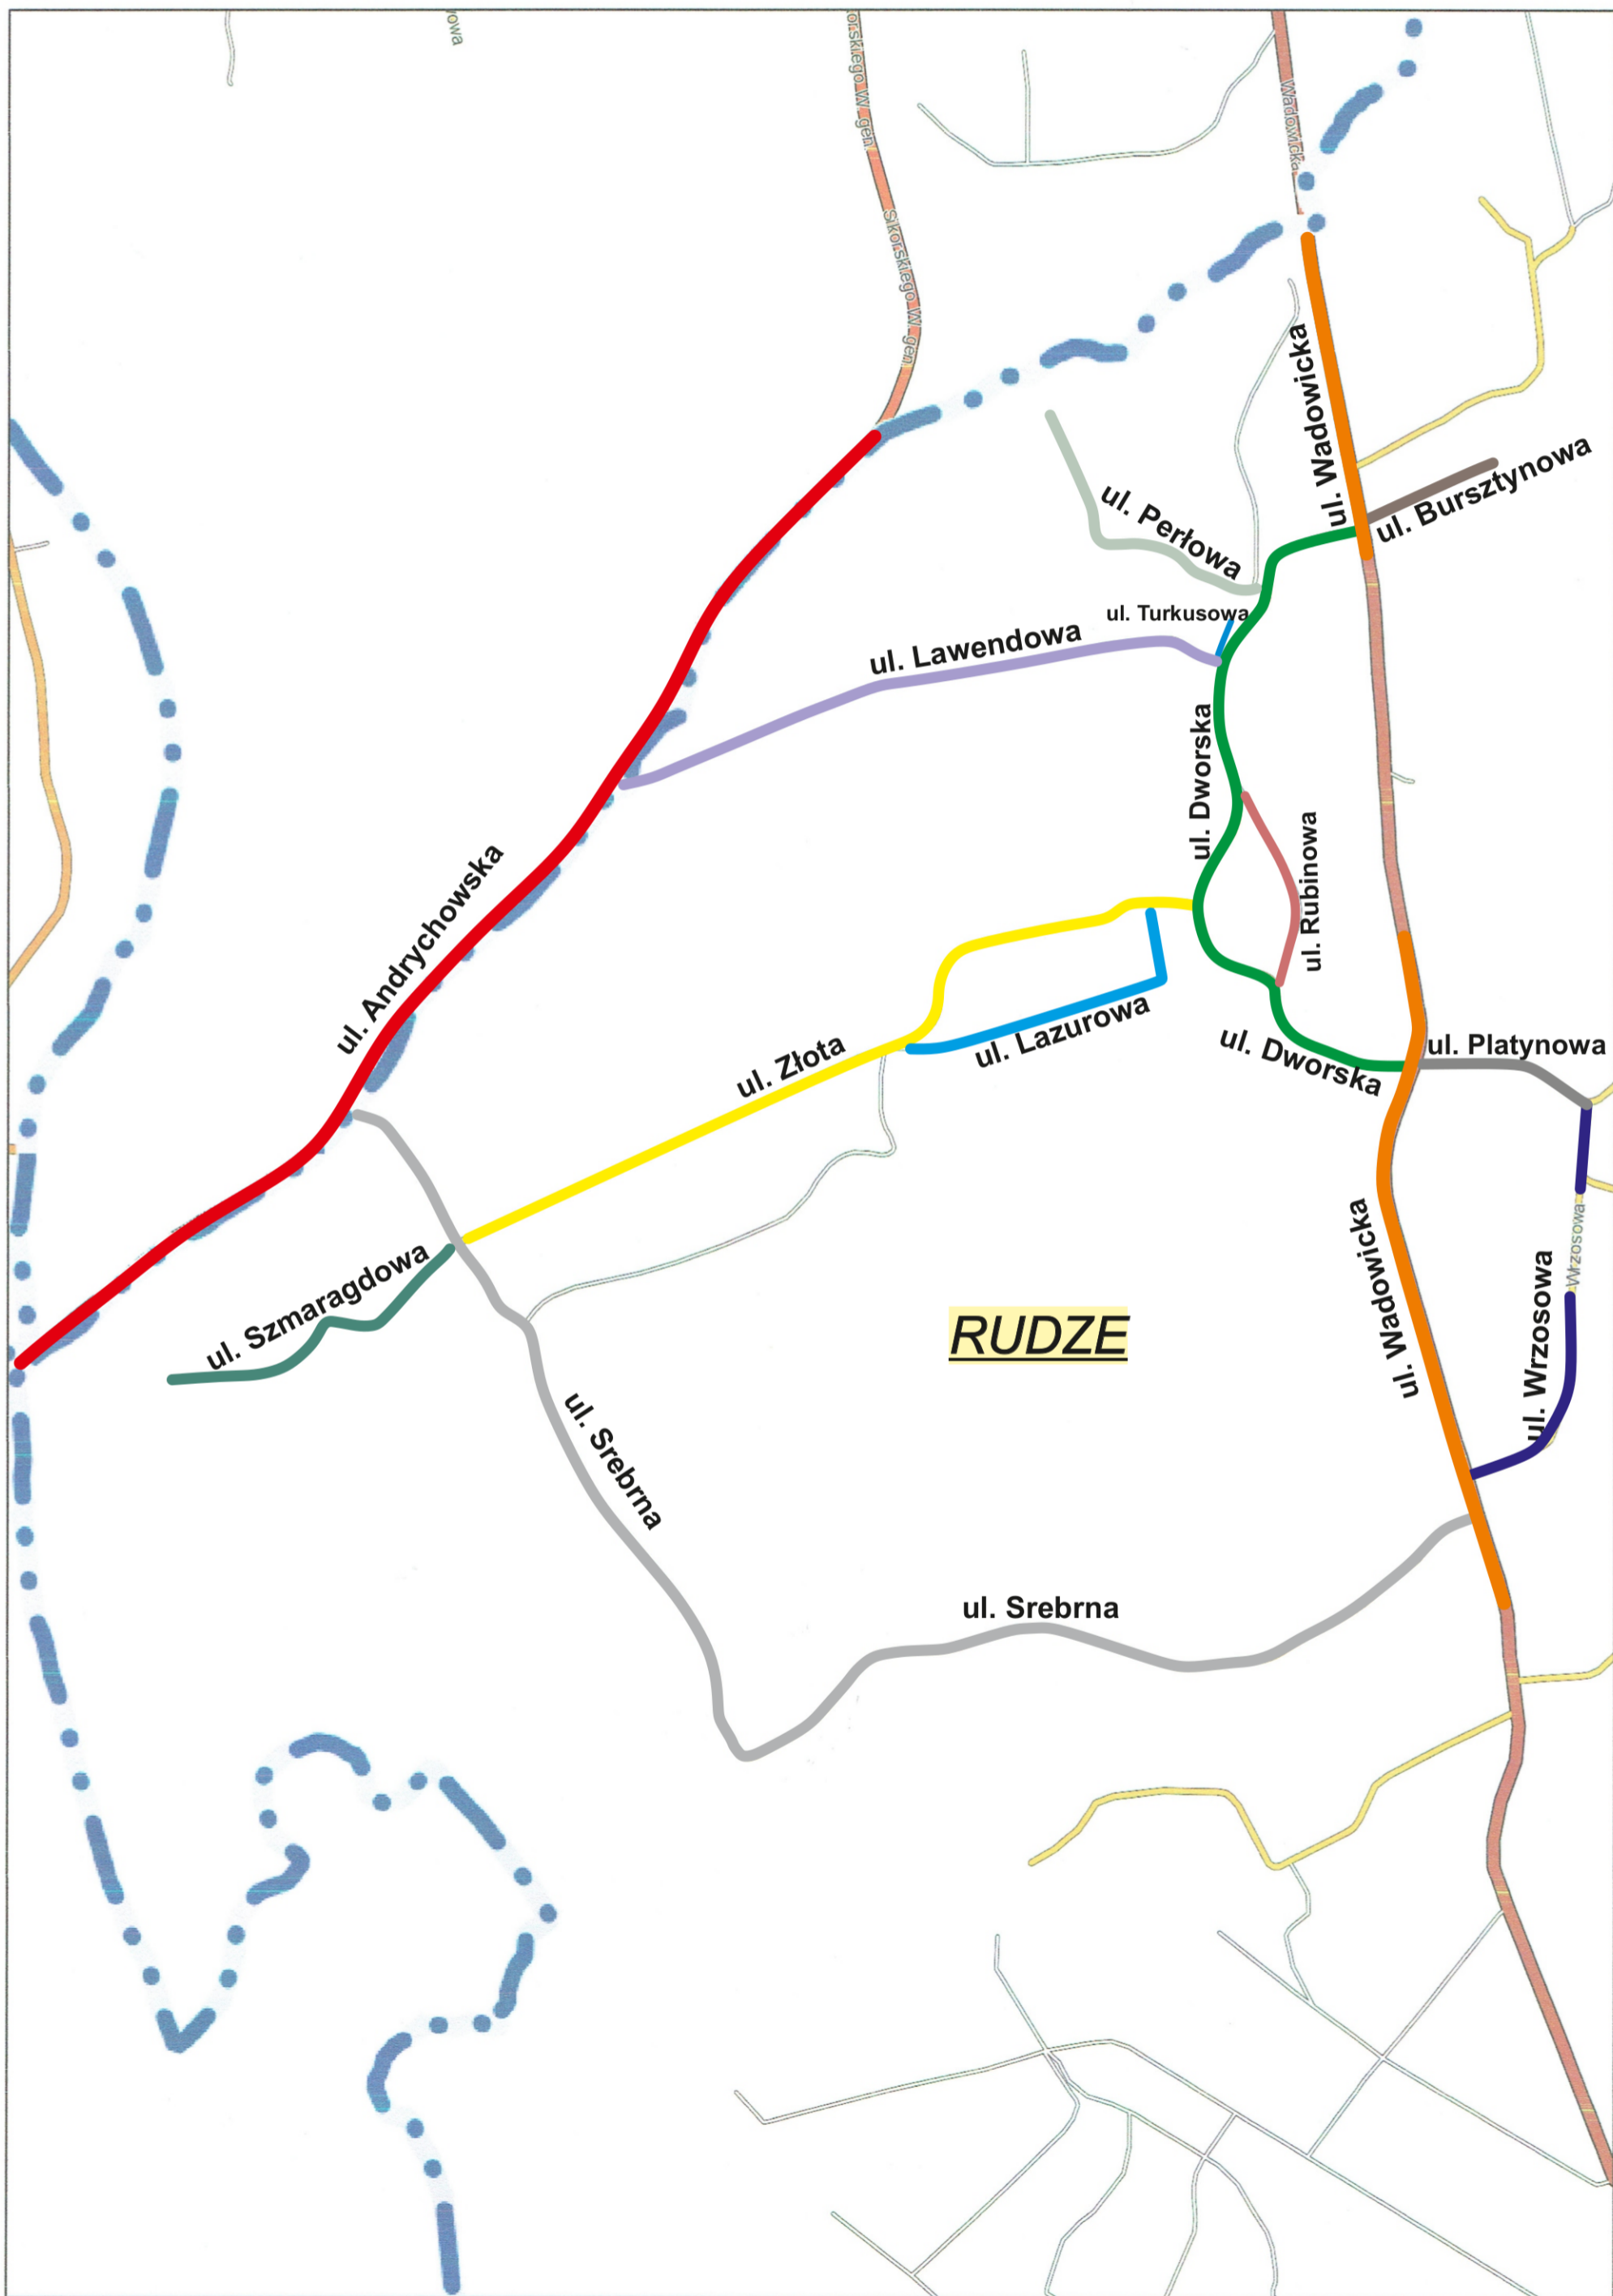 orskiego W. gen
Wadowicka
Sikorskiego W. gen
ul. Wadowicka
ul. Bursztynowa
ul. Perłowa
ul. Turkusowa
ul. Lawendowa
ul. Dworska
ul. Rubinowa
ul. Andrychowska
ul. Lazurowa
ul. Złota
ul. Dworska
ul. Platynowa
ul. Wadowicka
Wrzosowa
ul. Wrzosowa
ul. Szmaragdowa
RUDZE
ul. Srebrna
ul. Srebrna